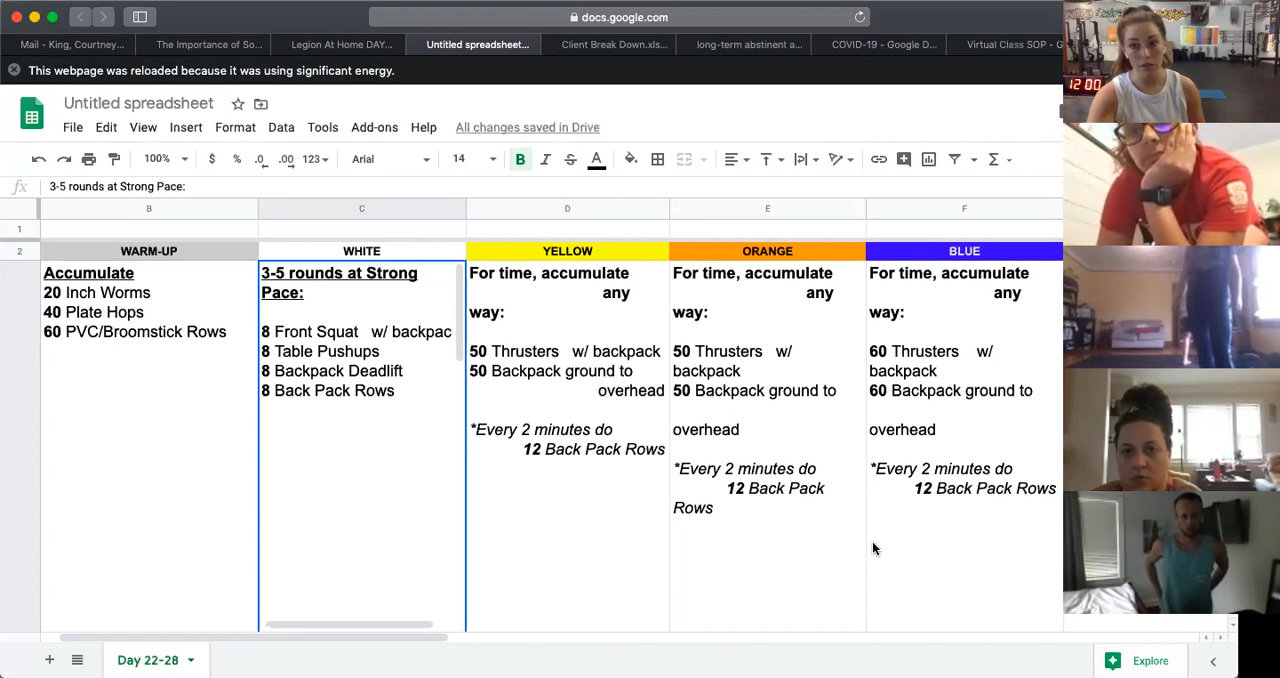 docs.google.com
Mail - King, Courtney...
The Importance of So...
Legion At Home DAY...
Untitled spreadsheet...
Client Break Down.xls...
long-term abstinent a...
COVID-19 - Google D...
Virtual Class SOP - G
This webpage was reloaded because it was using significant energy.
Untitled spreadsheet
File Edit View Insert Format Data Tools Add-ons Help All changes saved in Drive
100% $ % .0 .00 123 Arial 14 B I S A
fx 3-5 rounds at Strong Pace:
B C D E F
1
2 WARM-UP WHITE YELLOW ORANGE BLUE
Accumulate
20 Inch Worms
40 Plate Hops
60 PVC/Broomstick Rows
3-5 rounds at Strong
Pace:
8 Front Squat w/ backpac
8 Table Pushups
8 Backpack Deadlift
8 Back Pack Rows
For time, accumulate
any
way:
50 Thrusters w/ backpack
50 Backpack ground to
overhead
*Every 2 minutes do
12 Back Pack Rows
For time, accumulate
any
way:
50 Thrusters w/
backpack
50 Backpack ground to
overhead
*Every 2 minutes do
12 Back Pack
Rows
For time, accumulate
any
way:
60 Thrusters w/
backpack
60 Backpack ground to
overhead
*Every 2 minutes do
12 Back Pack Rows
12:00
Day 22-28
Explore